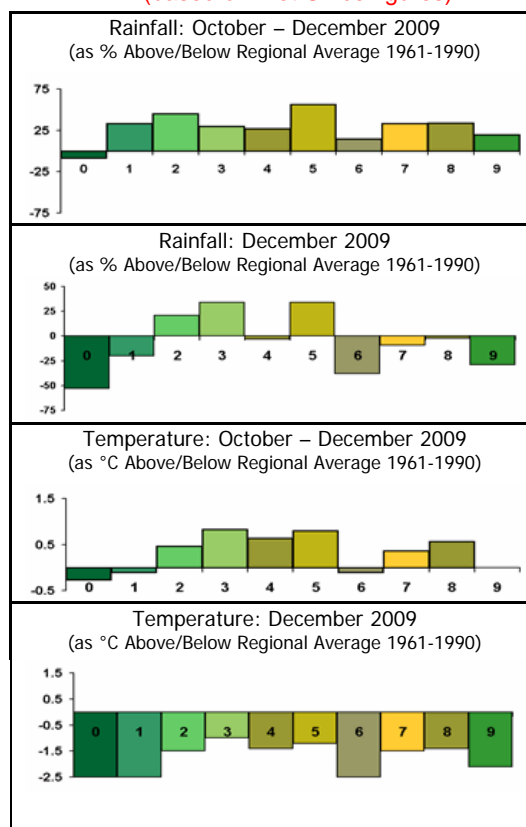 Rainfall: October – December 2009
(as % Above/Below Regional Average 1961-1990)
75
25
-25
-75
0 1 2 3 4 5 6 7 8 9
Rainfall: December 2009
(as % Above/Below Regional Average 1961-1990)
50
25
0
-25
-50
-75
0 1 2 3 4 5 6 7 8 9
Temperature: October – December 2009
(as °C Above/Below Regional Average 1961-1990)
1.5
0.5
-0.5
0 1 2 3 4 5 6 7 8 9
Temperature: December 2009
(as °C Above/Below Regional Average 1961-1990)
1.5
0.5
-0.5
-1.5
-2.5
0 1 2 3 4 5 6 7 8 9